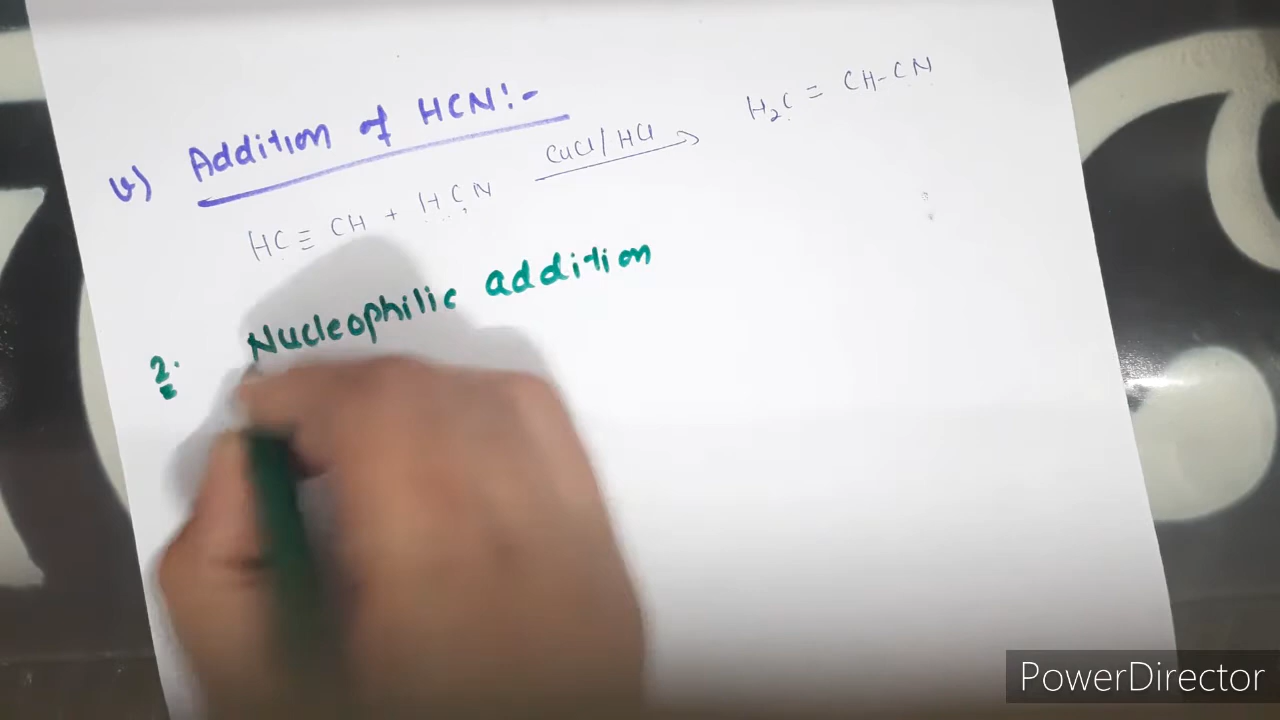 v) Addition of HCN:-
HC ≡ CH + HCN CuCl/HCl → H₂C = CH-CN
2. Nucleophilic addition
PowerDirector